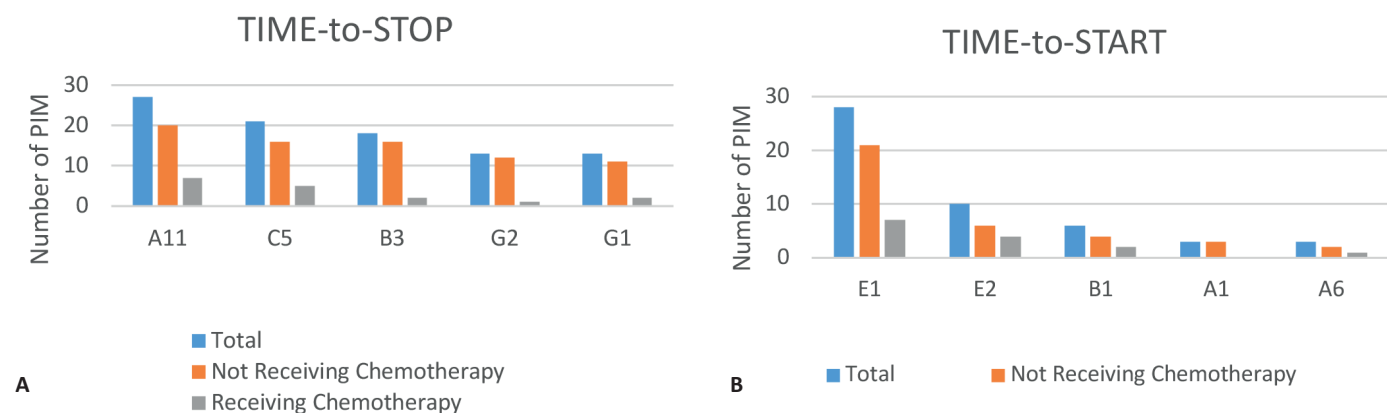 TIME-to-STOP
Number of PIM
30
20
10
0
A11 C5 B3 G2 G1
Total
Not Receiving Chemotherapy
Receiving Chemotherapy
A
TIME-to-START
Number of PIM
30
20
10
0
E1 E2 B1 A1 A6
Total Not Receiving Chemotherapy
B